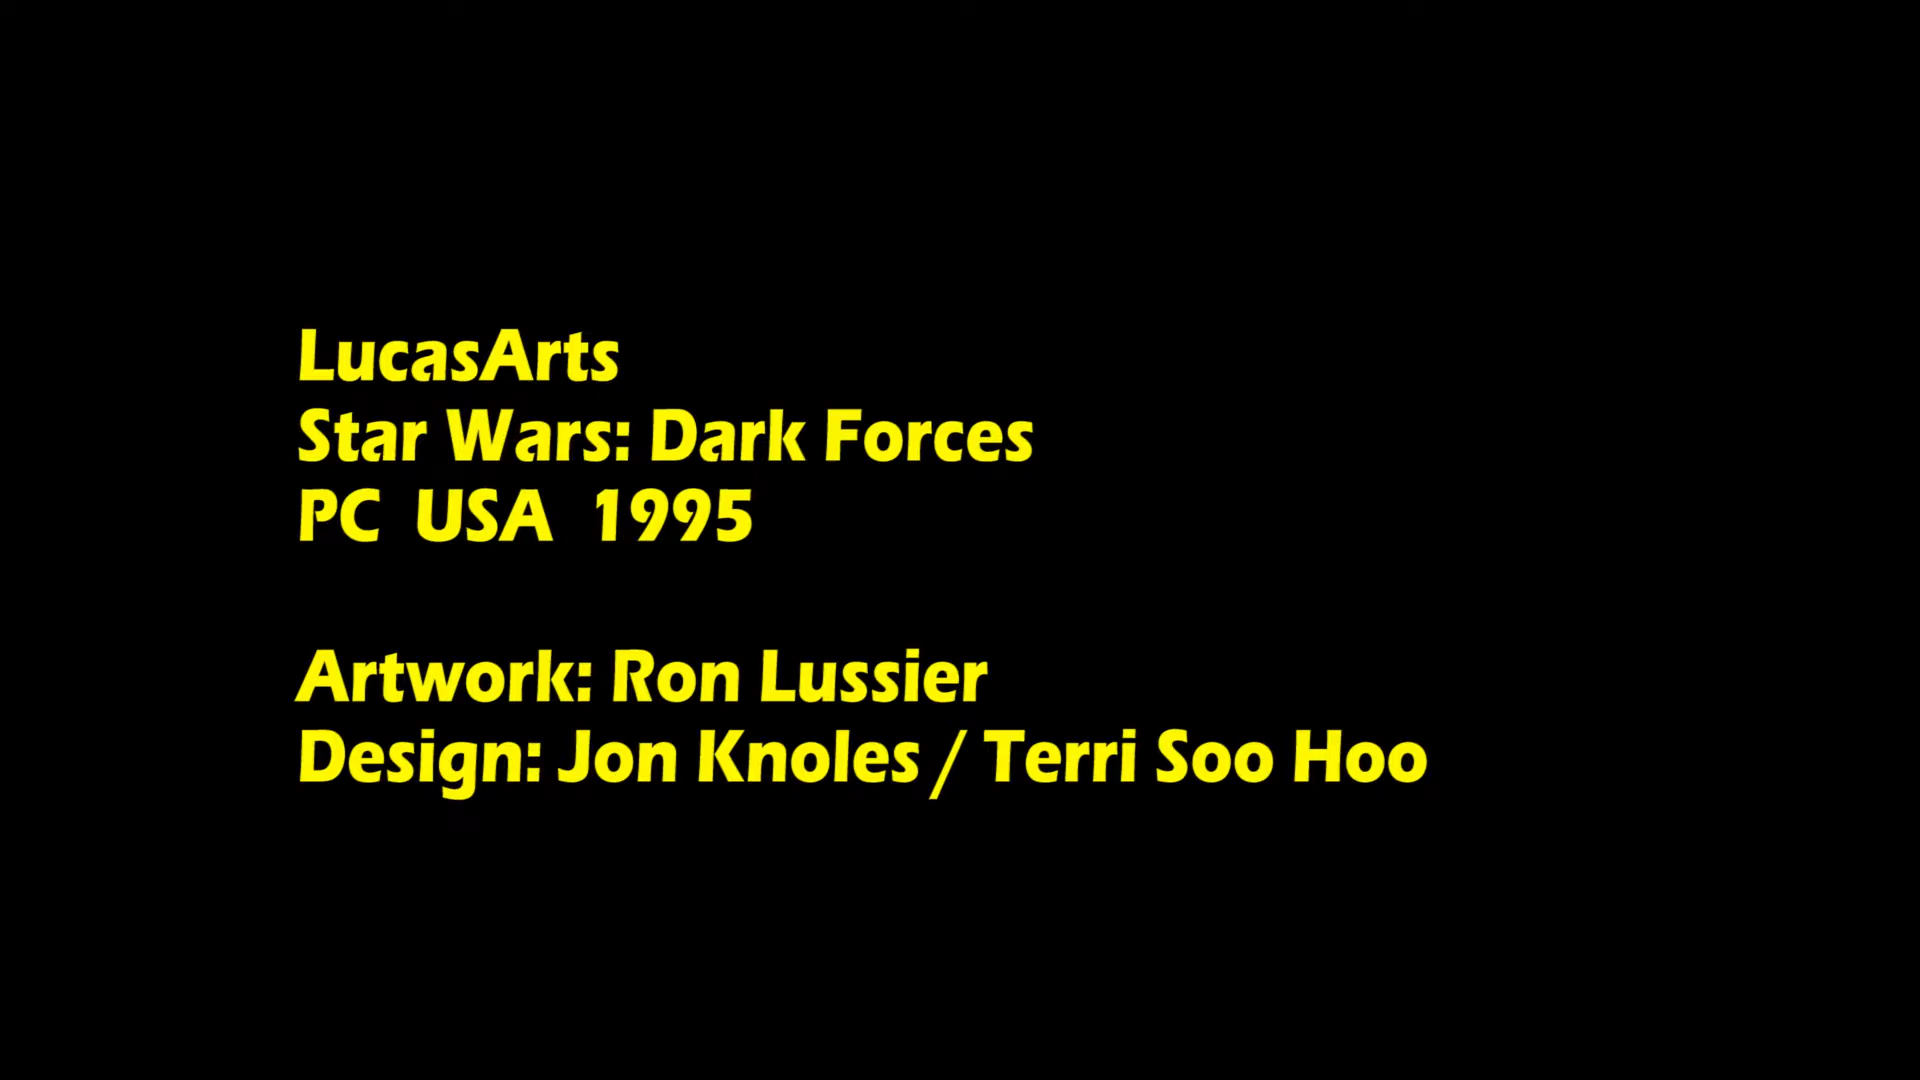 LucasArts
Star Wars: Dark Forces
PC  USA  1995
Artwork: Ron Lussier
Design: Jon Knoles / Terri Soo Hoo